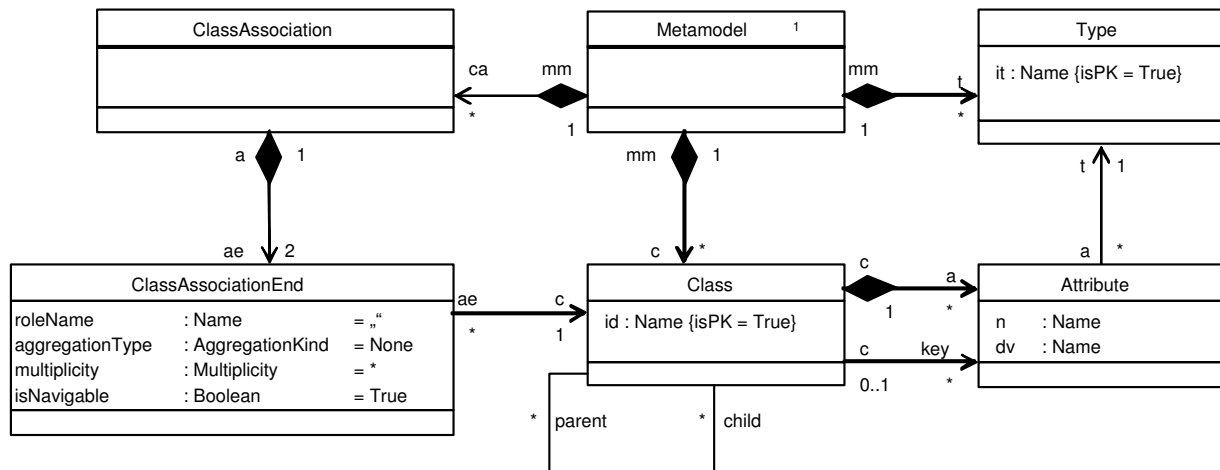 ClassAssociation
Metamodel 1
Type
it : Name {isPK = True}
ca mm mm t
* 1 1 *
a 1 mm 1 t 1
ae 2 c * a *
ClassAssociationEnd
roleName : Name = „“
aggregationType : AggregationKind = None
multiplicity : Multiplicity = *
isNavigable : Boolean = True
ae c
* 1
Class
id : Name {isPK = True}
c a
1 *
c key
0..1 *
Attribute
n : Name
dv : Name
* parent * child